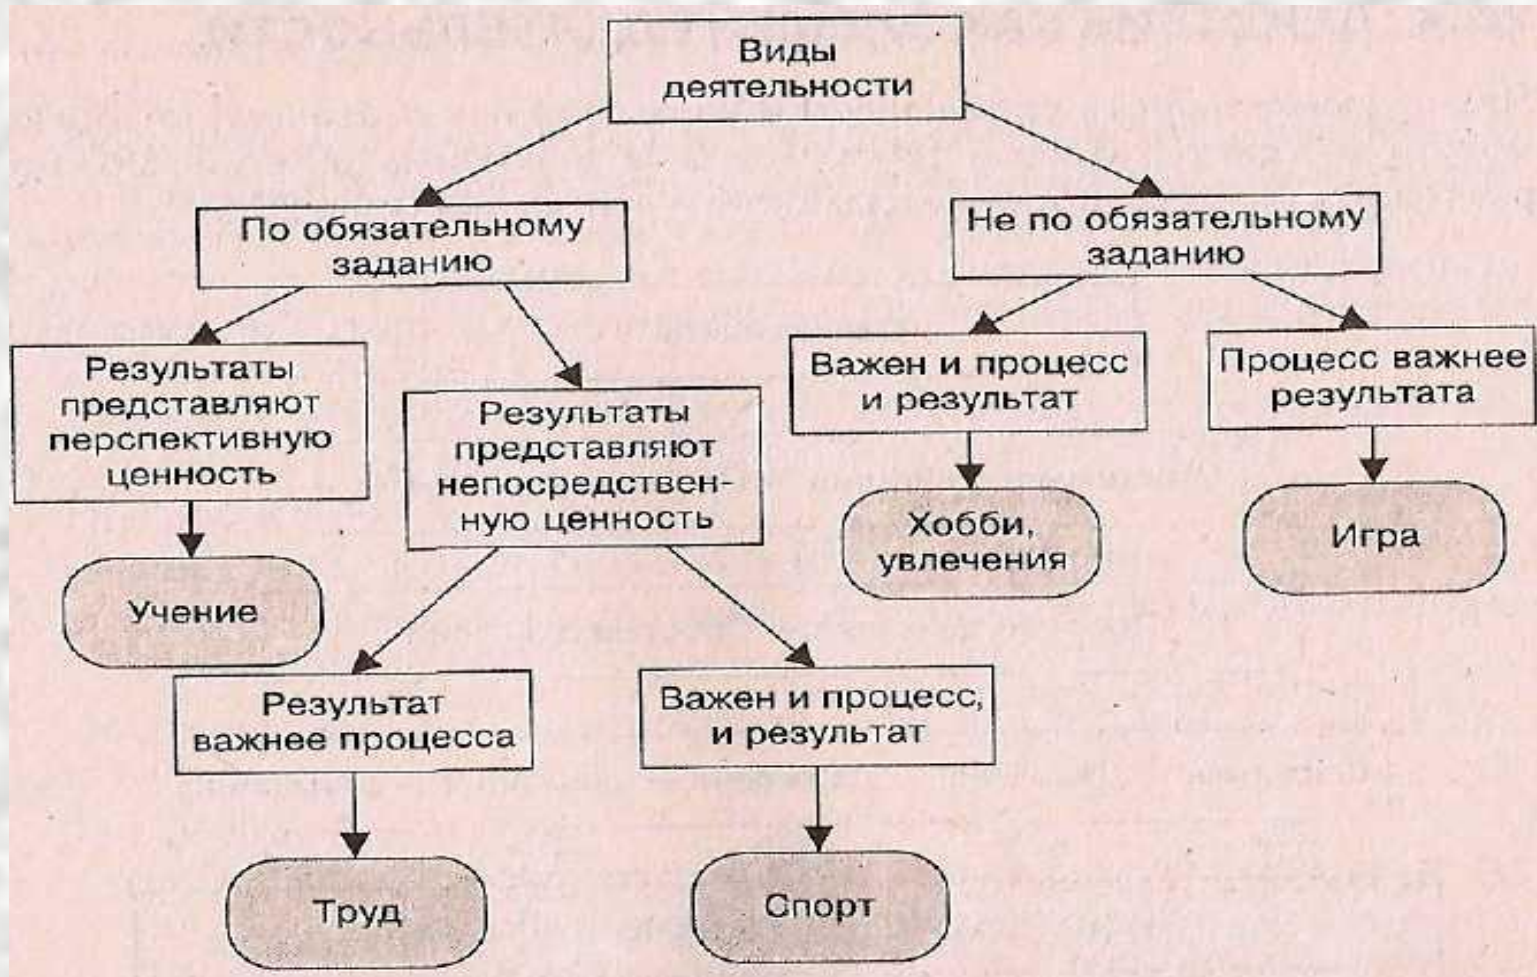 Виды
деятельности
По обязательному
заданию
Не по обязательному
заданию
Результаты
представляют
перспективную
ценность
Результаты
представляют
непосредствен-
ную ценность
Важен и процесс
и результат
Процесс важнее
результата
Учение
Хобби,
увлечения
Игра
Результат
важнее процесса
Важен и процесс,
и результат
Труд
Спорт